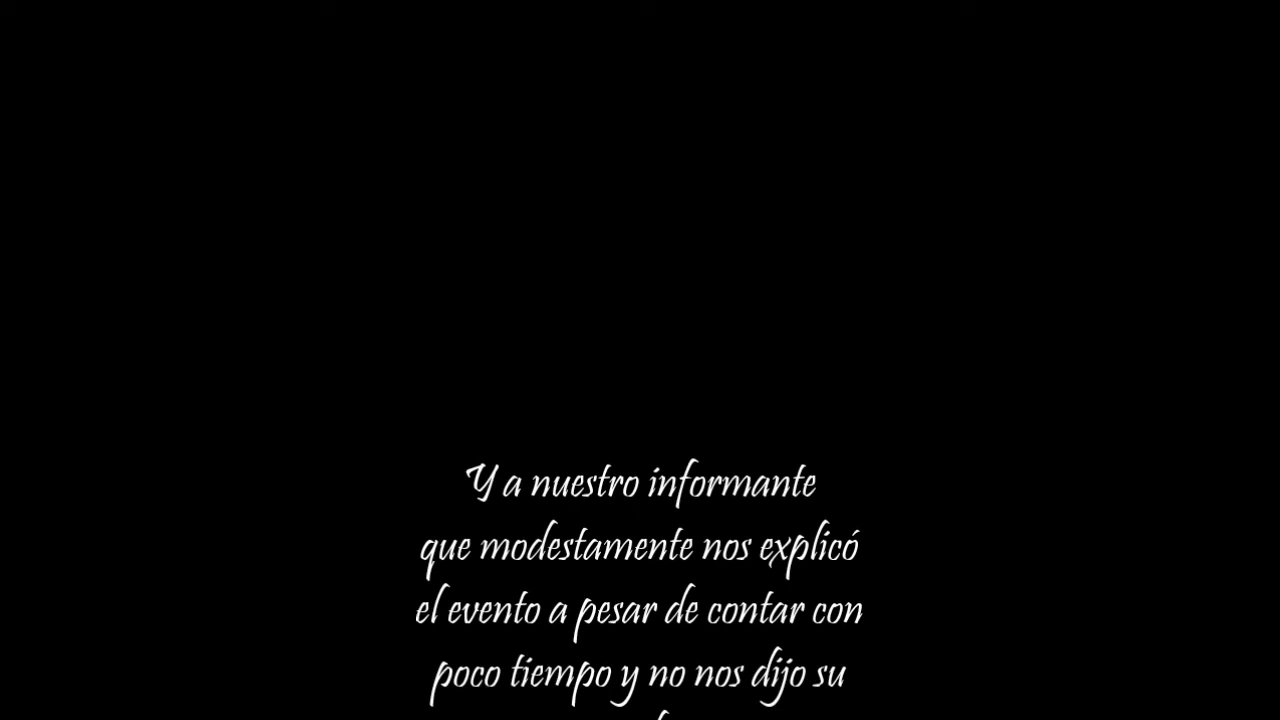 Y a nuestro informante
que modestamente nos explicó
el evento a pesar de contar con
poco tiempo y no nos dijo su